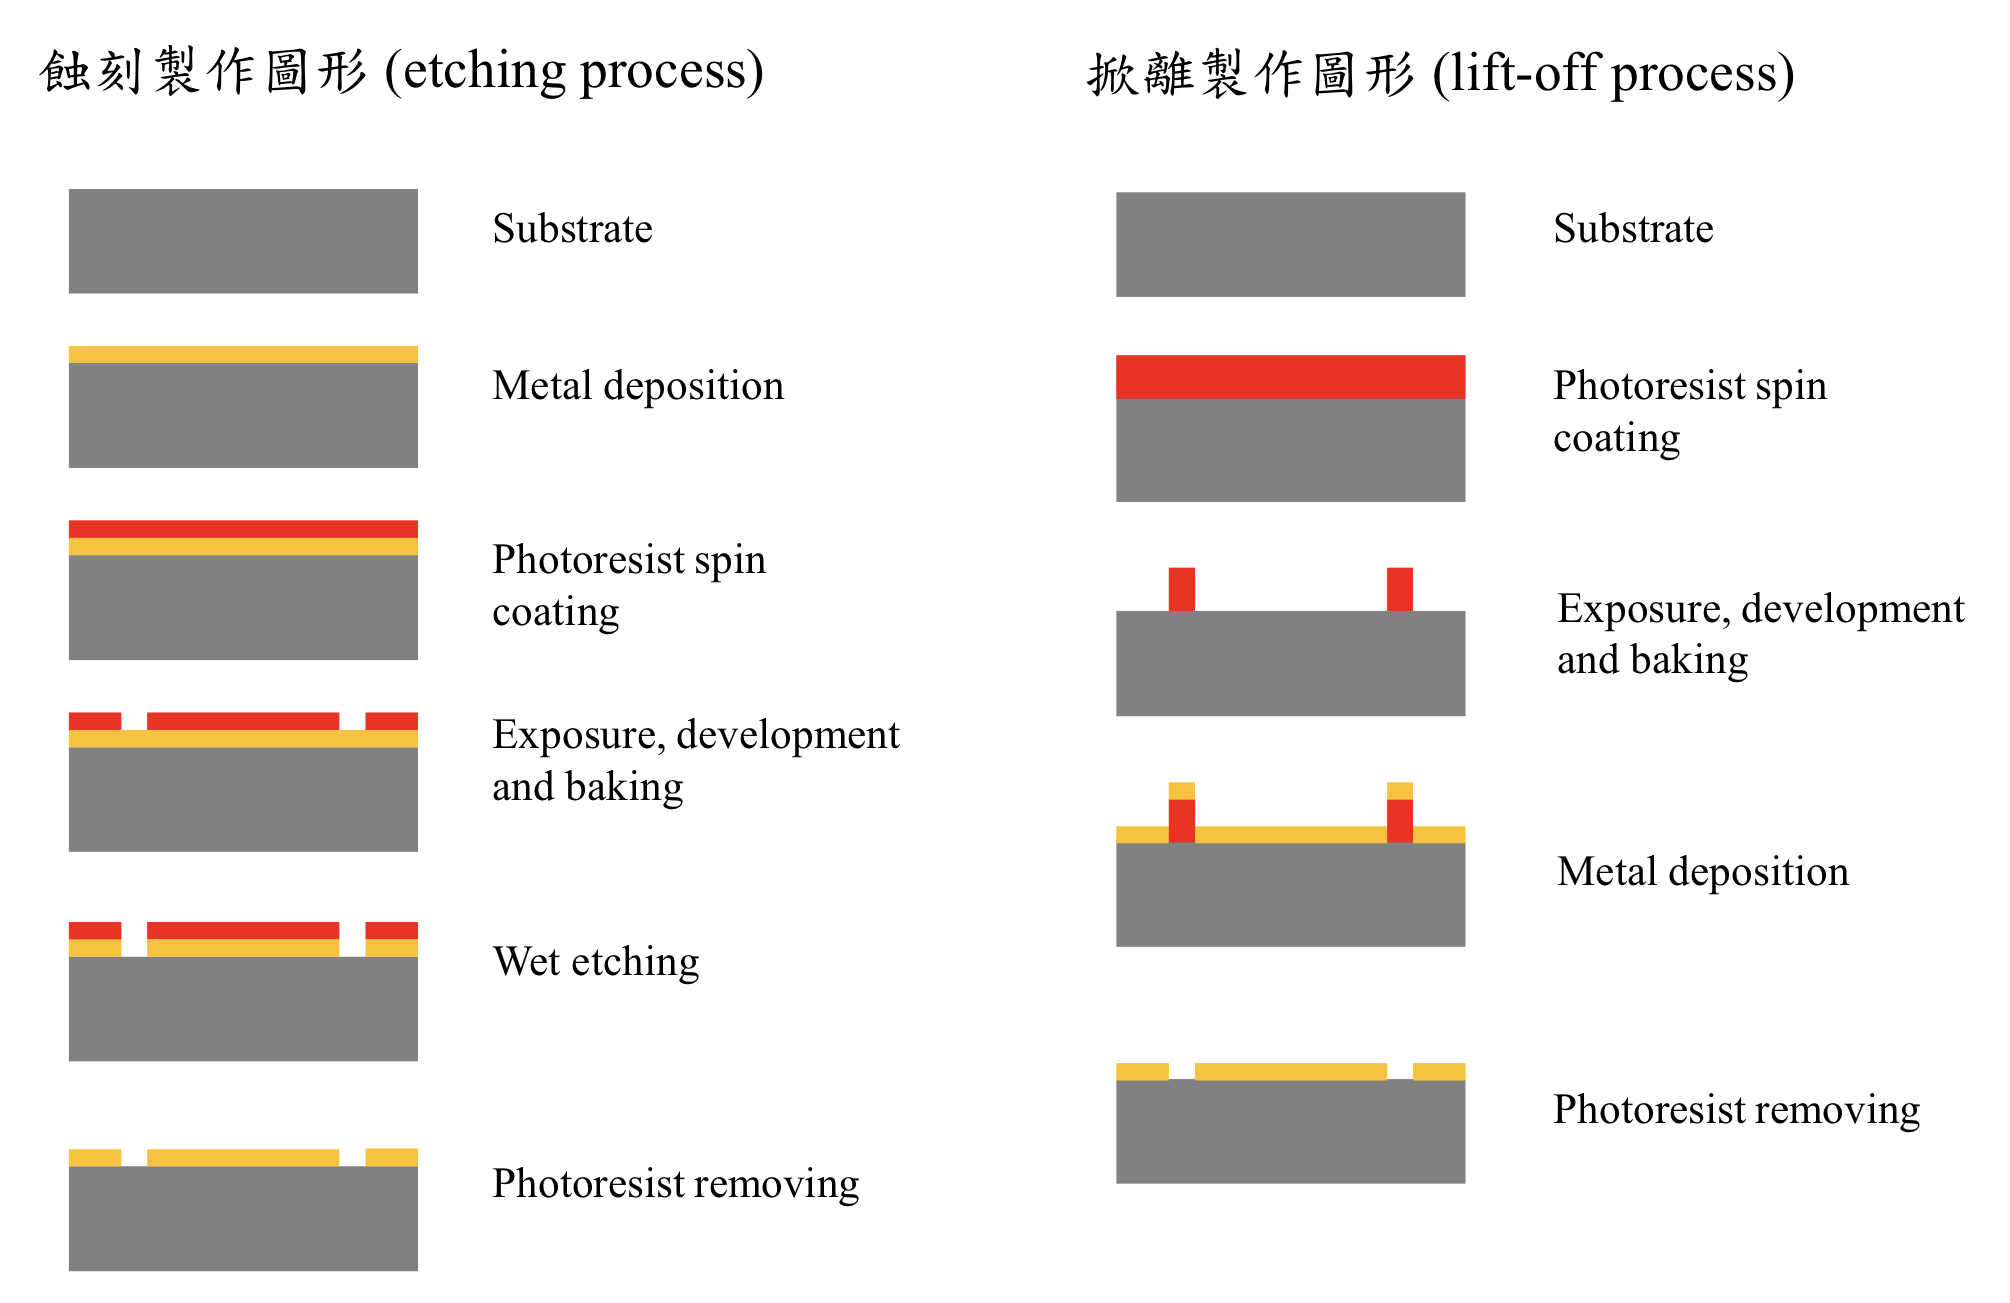 蝕刻製作圖形 (etching process)
Substrate
Metal deposition
Photoresist spin
coating
Exposure, development
and baking
Wet etching
Photoresist removing
掀離製作圖形 (lift-off process)
Substrate
Photoresist spin
coating
Exposure, development
and baking
Metal deposition
Photoresist removing